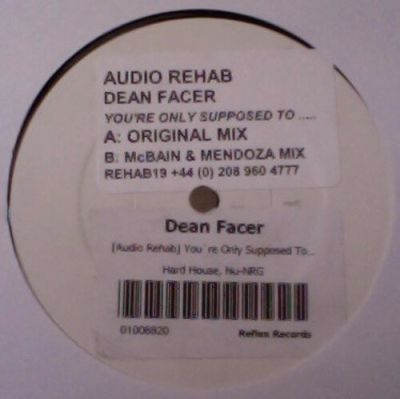 AUDIO REHAB
DEAN FACER
YOU'RE ONLY SUPPOSED TO .....
A: ORIGINAL MIX
B: McBAIN & MENDOZA MIX
REHAB19 +44 (0) 208 960 4777
Dean Facer
[Audio Rehab] You`re Only Supposed To...
Hard House, Nu-NRG
01006820 Reflex Records